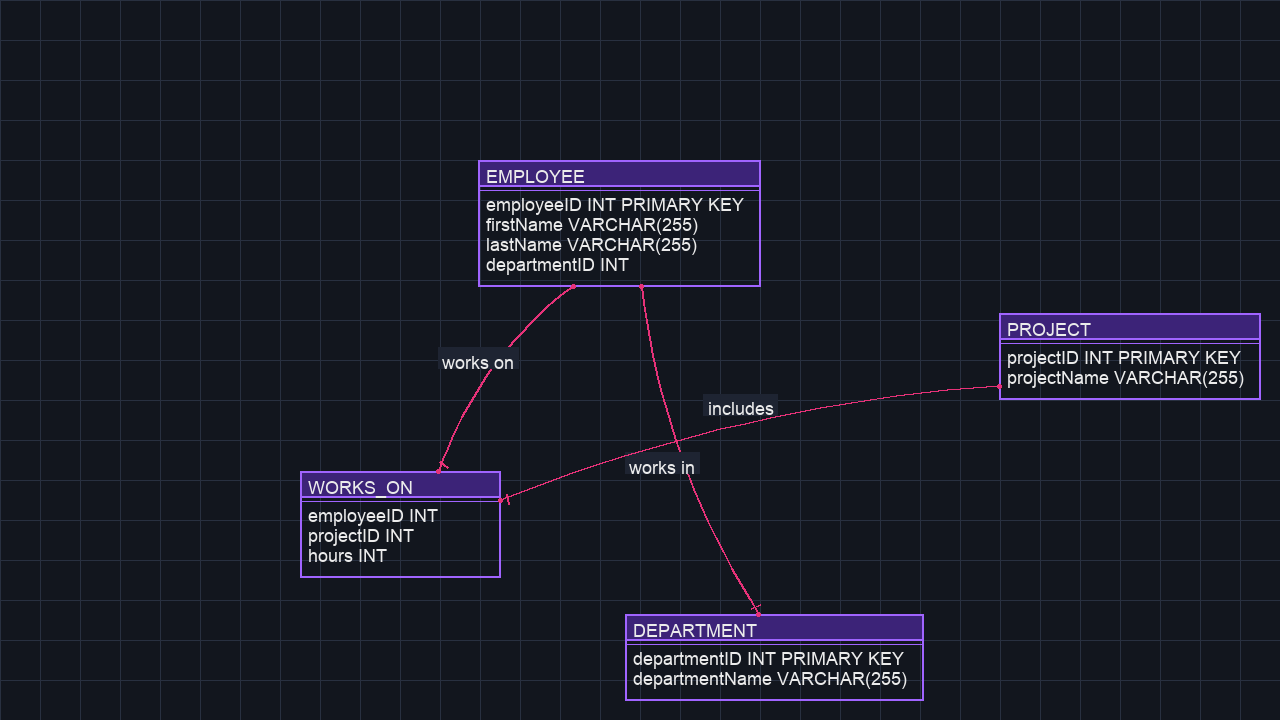 EMPLOYEE
employeeID INT PRIMARY KEY
firstName VARCHAR(255)
lastName VARCHAR(255)
departmentID INT
PROJECT
projectID INT PRIMARY KEY
projectName VARCHAR(255)
works on
includes
works in
WORKS_ON
employeeID INT
projectID INT
hours INT
DEPARTMENT
departmentID INT PRIMARY KEY
departmentName VARCHAR(255)